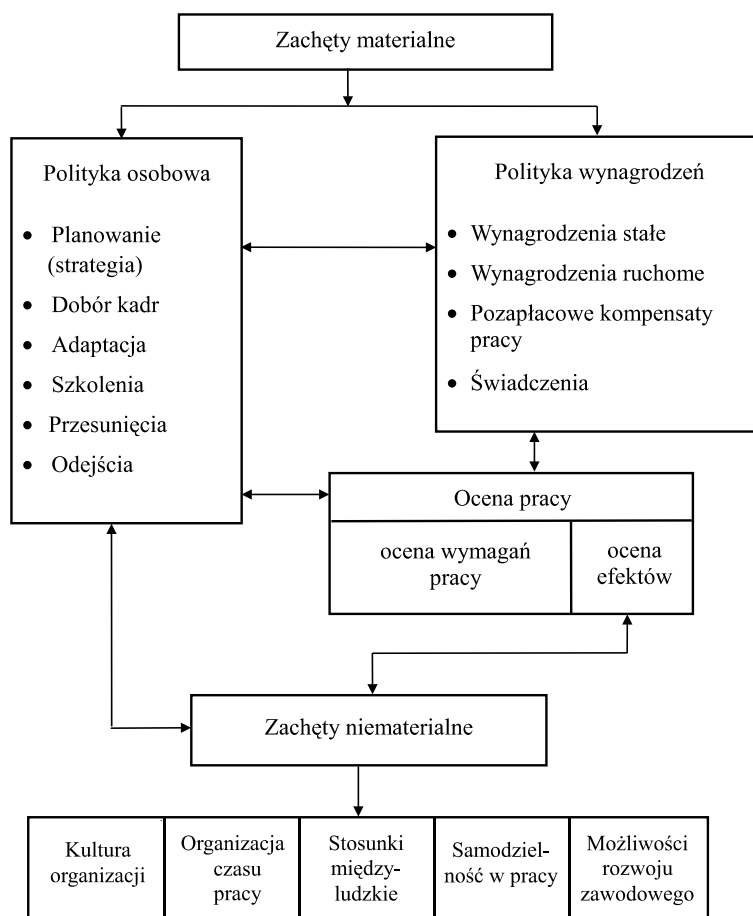 Zachęty materialne
Polityka osobowa
• Planowanie
(strategia)
• Dobór kadr
• Adaptacja
• Szkolenia
• Przesunięcia
• Odejścia
Polityka wynagrodzeń
• Wynagrodzenia stałe
• Wynagrodzenia ruchome
• Pozapłacowe kompensaty
pracy
• Świadczenia
Ocena pracy
ocena wymagań
pracy
ocena
efektów
Zachęty niematerialne
Kultura
organizacji
Organizacja
czasu
pracy
Stosunki
między-
ludzkie
Samodziel-
ność w pracy
Możliwości
rozwoju
zawodowego